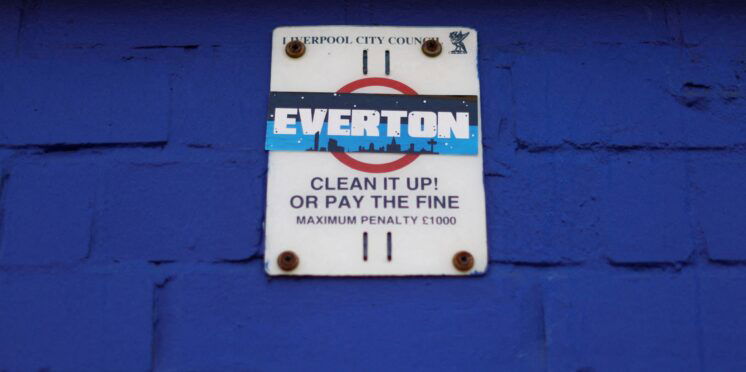 LIVERPOOL CITY COUNCIL
EVERTON
CLEAN IT UP!
OR PAY THE FINE
MAXIMUM PENALTY £1000